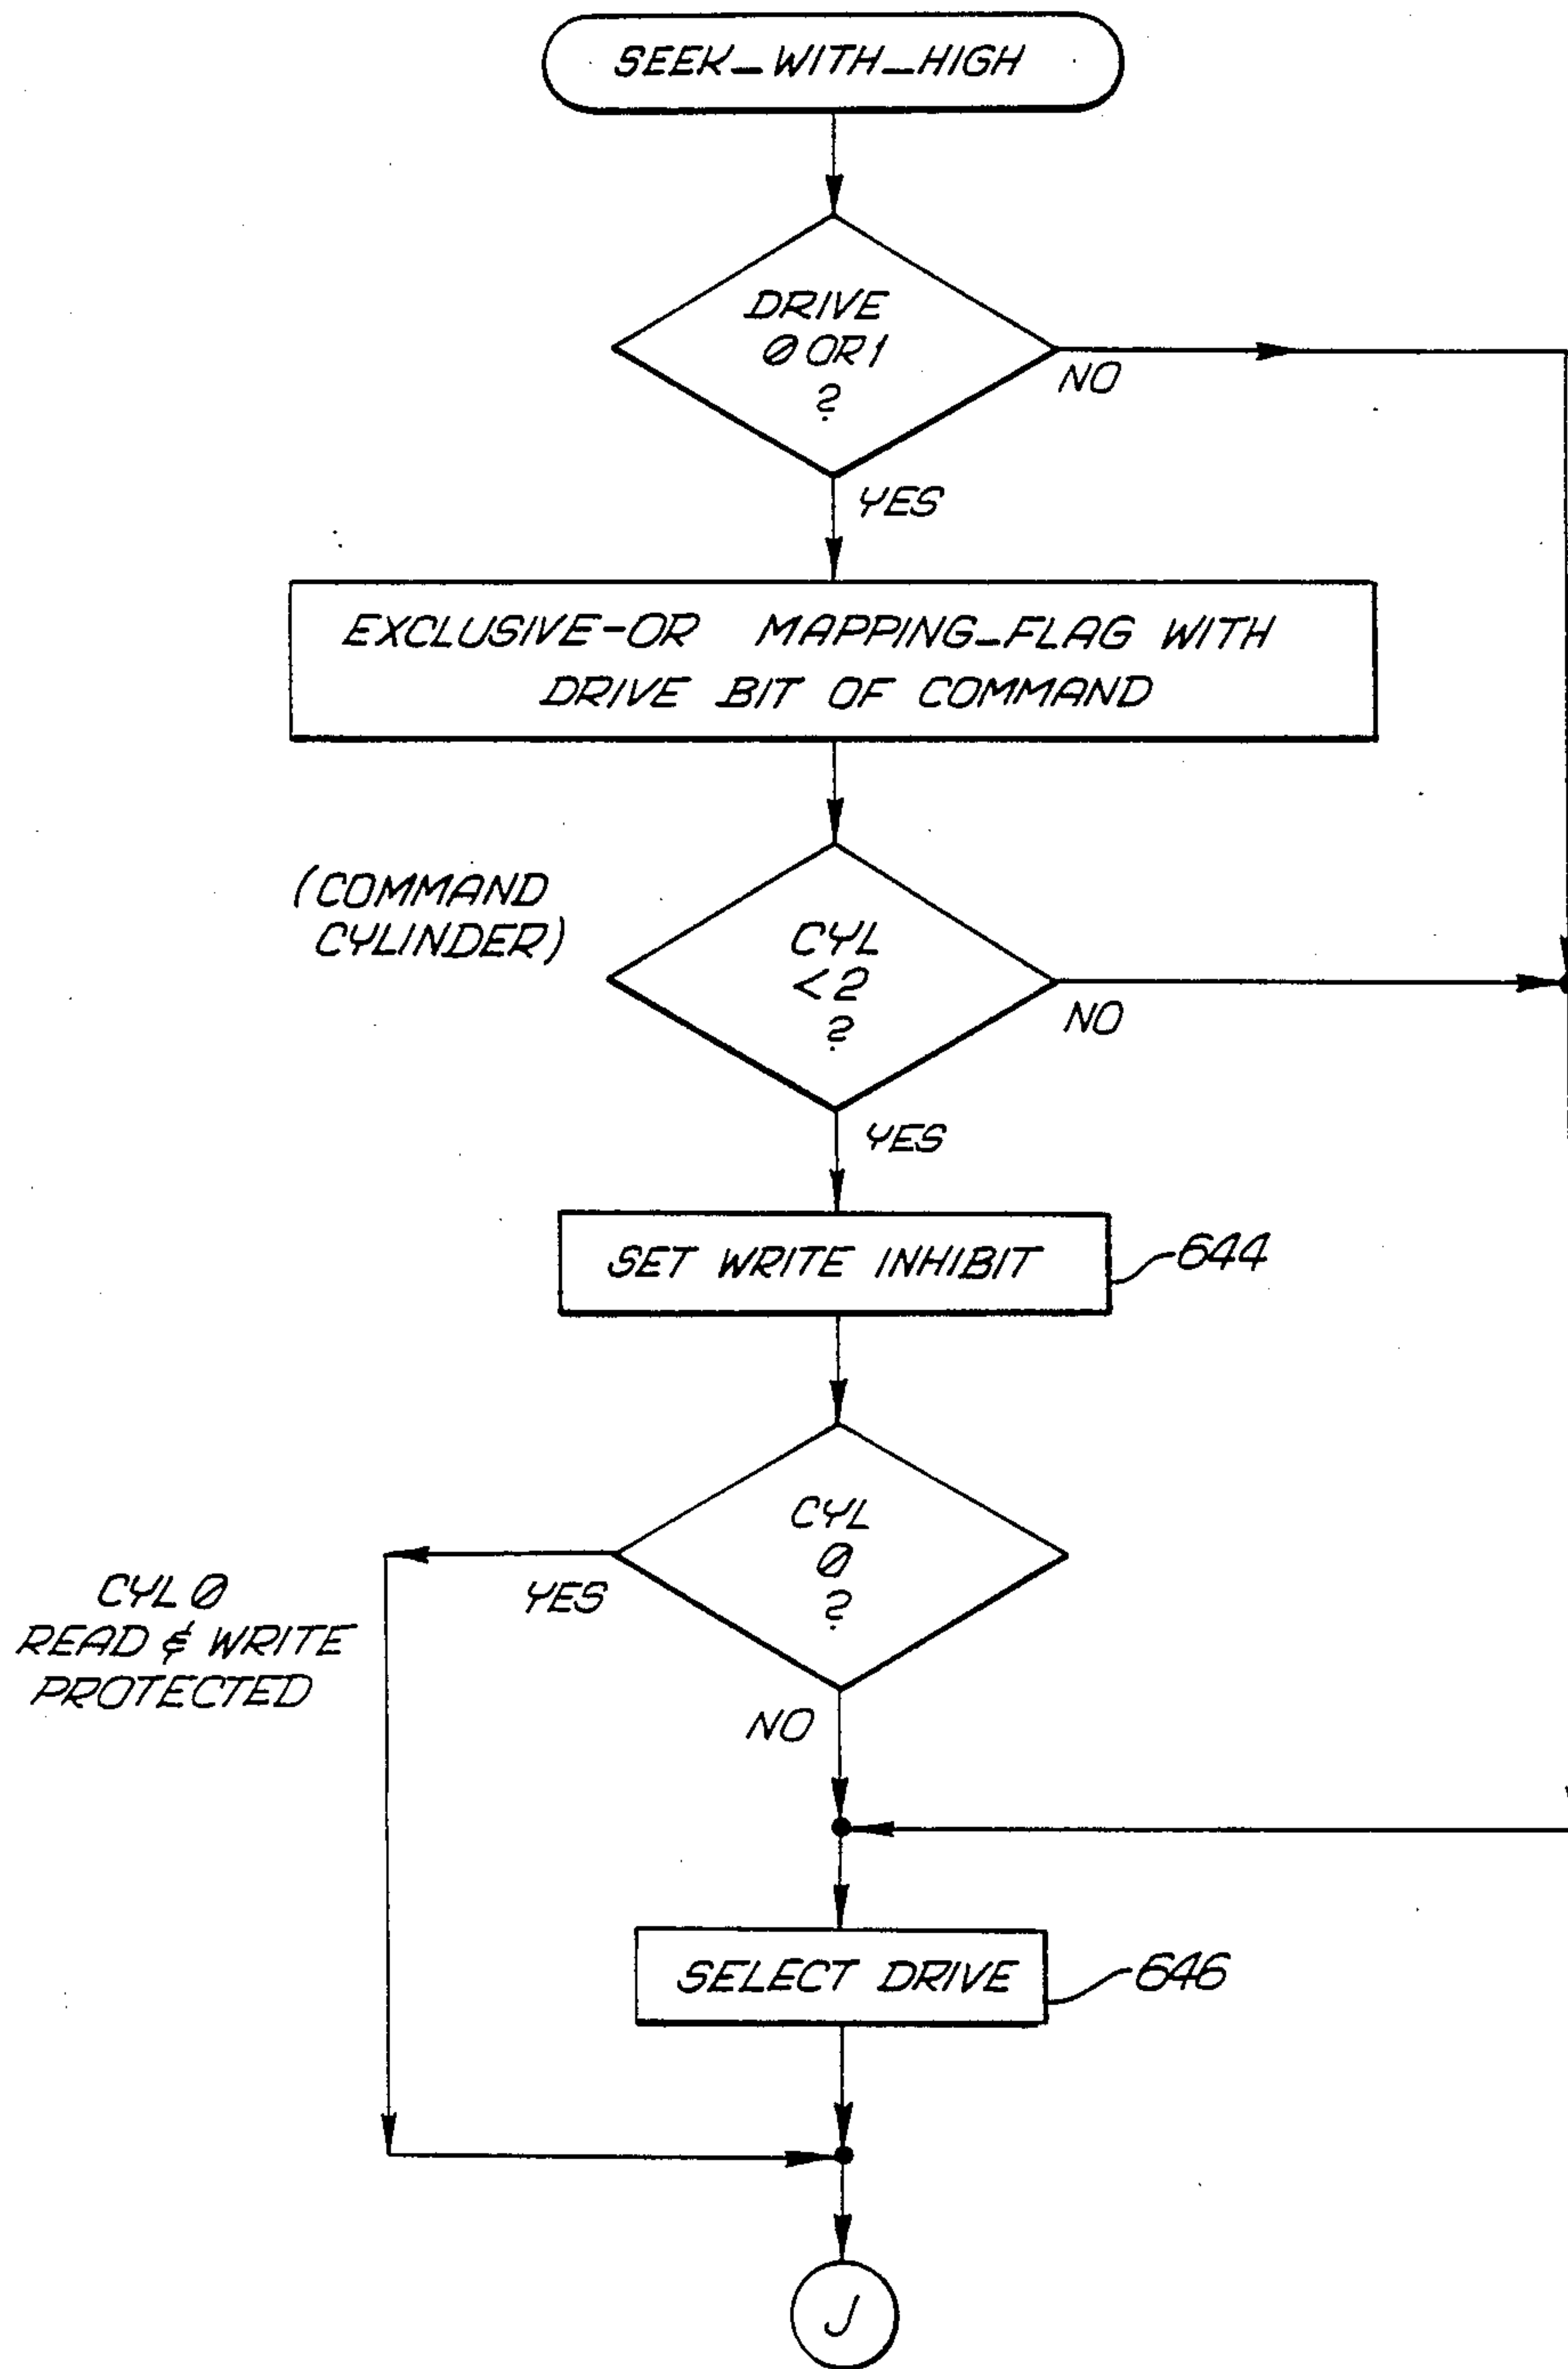 SEEK_WITH_HIGH
DRIVE
Ø OR 1
?
NO
YES
EXCLUSIVE-OR MAPPING_FLAG WITH
DRIVE BIT OF COMMAND
(COMMAND
CYLINDER)
CYL
<2
?
NO
YES
SET WRITE INHIBIT
644
CYL
Ø
?
YES
CYL Ø
READ & WRITE
PROTECTED
NO
SELECT DRIVE
646
J